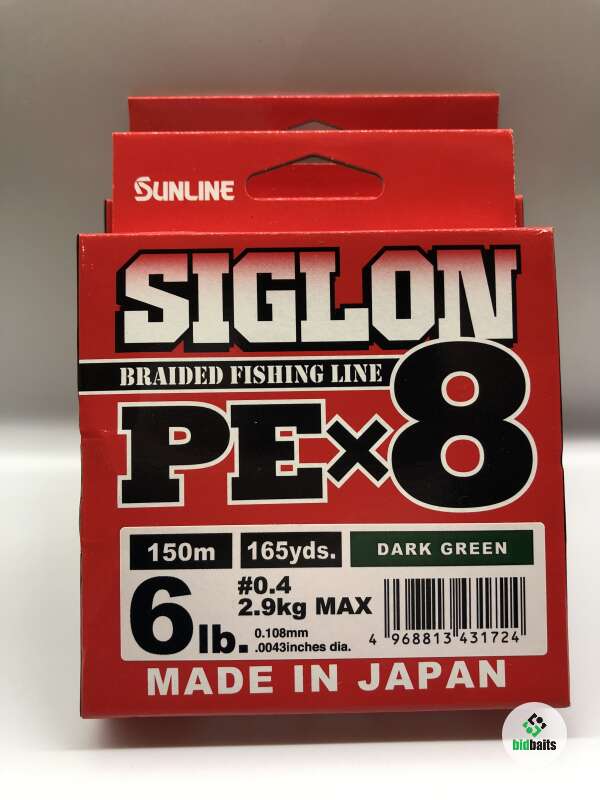 SUNLINE
SIGLON
BRAIDED FISHING LINE
PE×8
150m 165yds. DARK GREEN
6lb. #0.4
2.9kg MAX
0.108mm
.0043inches dia.
4 968813 431724
MADE IN JAPAN
bidbaits